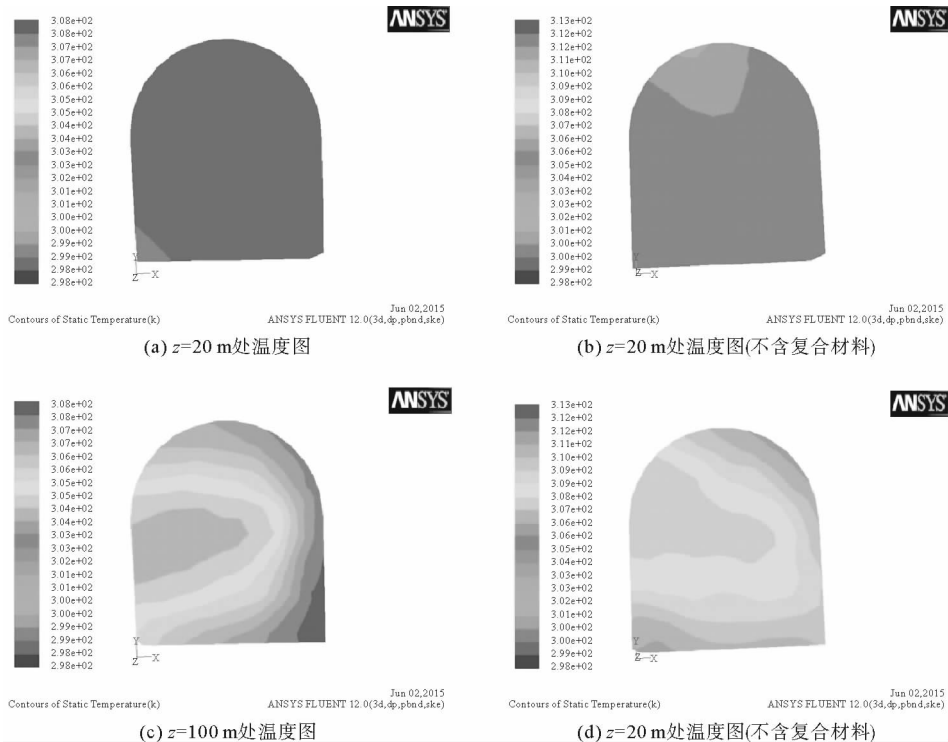 ANSYS
3.08e+02
3.07e+02
3.07e+02
3.06e+02
3.06e+02
3.05e+02
3.05e+02
3.04e+02
3.04e+02
3.03e+02
3.03e+02
3.02e+02
3.02e+02
3.01e+02
3.01e+02
3.00e+02
3.00e+02
2.99e+02
2.99e+02
2.98e+02
Y
Z X
Jun 02,2015
Contours of Static Temperature(k) ANSYS FLUENT 12.0(3d,dp,pbnd,ske)
(a) z=20 m处温度图
ANSYS
3.13e+02
3.12e+02
3.11e+02
3.10e+02
3.10e+02
3.09e+02
3.08e+02
3.08e+02
3.07e+02
3.06e+02
3.06e+02
3.05e+02
3.04e+02
3.03e+02
3.03e+02
3.02e+02
3.01e+02
3.01e+02
3.00e+02
2.99e+02
2.98e+02
Y
Z X
Jun 02,2015
Contours of Static Temperature(k) ANSYS FLUENT 12.0(3d,dp,pbnd,ske)
(b) z=20 m处温度图(不含复合材料)
ANSYS
3.08e+02
3.07e+02
3.07e+02
3.06e+02
3.06e+02
3.05e+02
3.05e+02
3.04e+02
3.04e+02
3.03e+02
3.03e+02
3.02e+02
3.02e+02
3.01e+02
3.01e+02
3.00e+02
3.00e+02
2.99e+02
2.99e+02
2.98e+02
Y
Z X
Jun 02,2015
Contours of Static Temperature(k) ANSYS FLUENT 12.0(3d,dp,pbnd,ske)
(c) z=100 m处温度图
ANSYS
3.13e+02
3.12e+02
3.11e+02
3.10e+02
3.10e+02
3.09e+02
3.08e+02
3.08e+02
3.07e+02
3.06e+02
3.06e+02
3.05e+02
3.04e+02
3.03e+02
3.03e+02
3.02e+02
3.01e+02
3.01e+02
3.00e+02
2.99e+02
2.98e+02
Y
Z X
Jun 02,2015
Contours of Static Temperature(k) ANSYS FLUENT 12.0(3d,dp,pbnd,ske)
(d) z=20 m处温度图(不含复合材料)